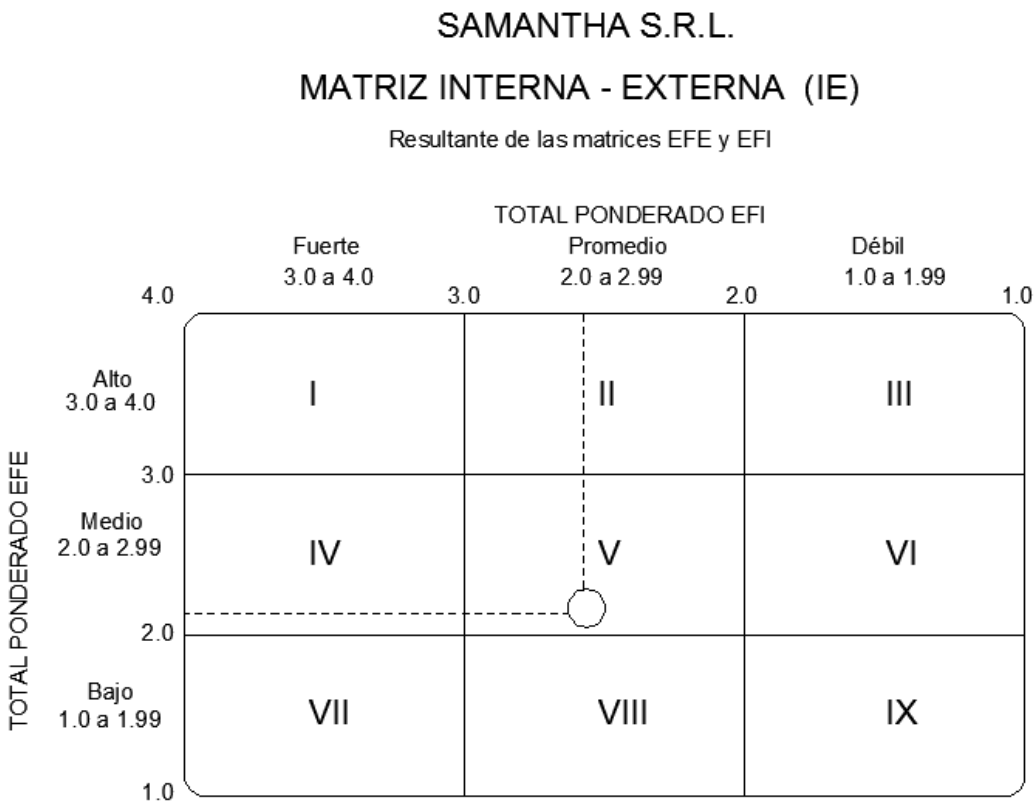 SAMANTHA S.R.L.
MATRIZ INTERNA - EXTERNA (IE)
Resultante de las matrices EFE y EFI
TOTAL PONDERADO EFI
Fuerte Promedio Débil
3.0 a 4.0 2.0 a 2.99 1.0 a 1.99
4.0 3.0 2.0 1.0
Alto
3.0 a 4.0
I II III
3.0
TOTAL PONDERADO EFE
Medio
2.0 a 2.99
IV V VI
2.0
Bajo
1.0 a 1.99
VII VIII IX
1.0